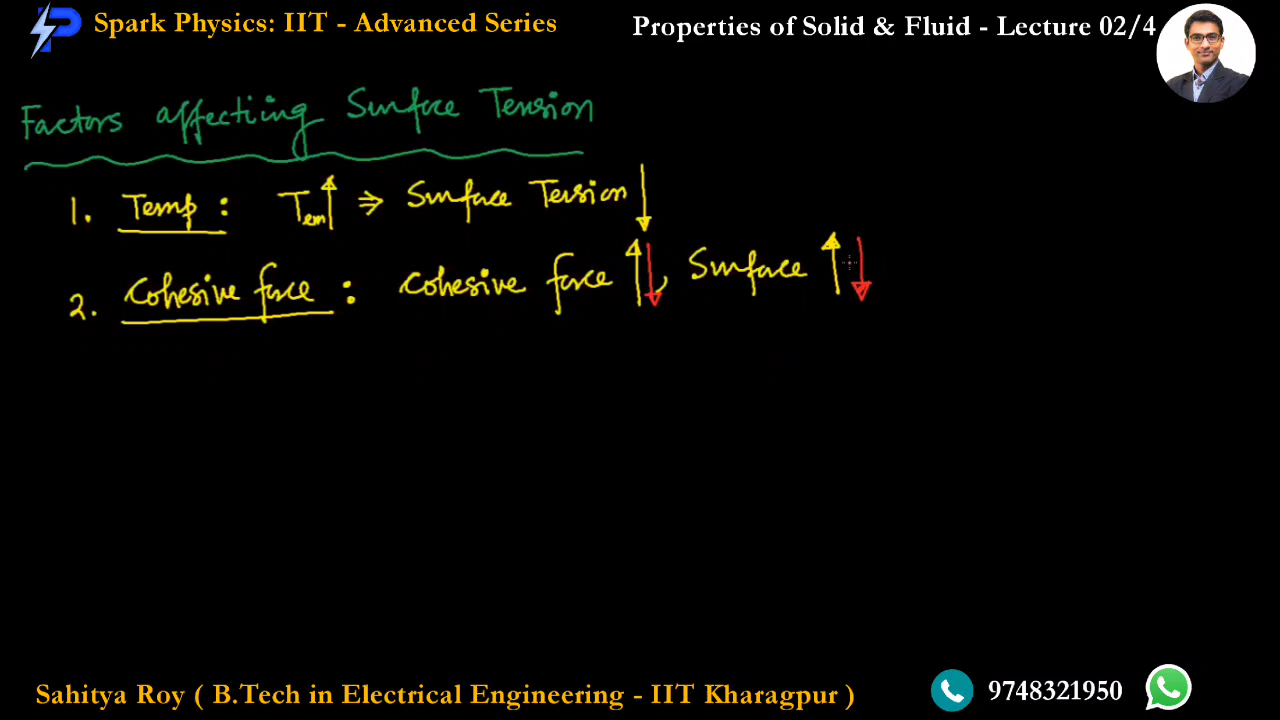 Spark Physics: IIT - Advanced Series
Properties of Solid & Fluid - Lecture 02/4
Factors affectiing Surface Tension
1. Temp : Tem↑ ⇒ Surface Tension ↓
2. Cohesive force : Cohesive force ↑↓, Surface ↑↓
Sahitya Roy ( B.Tech in Electrical Engineering - IIT Kharagpur )
9748321950